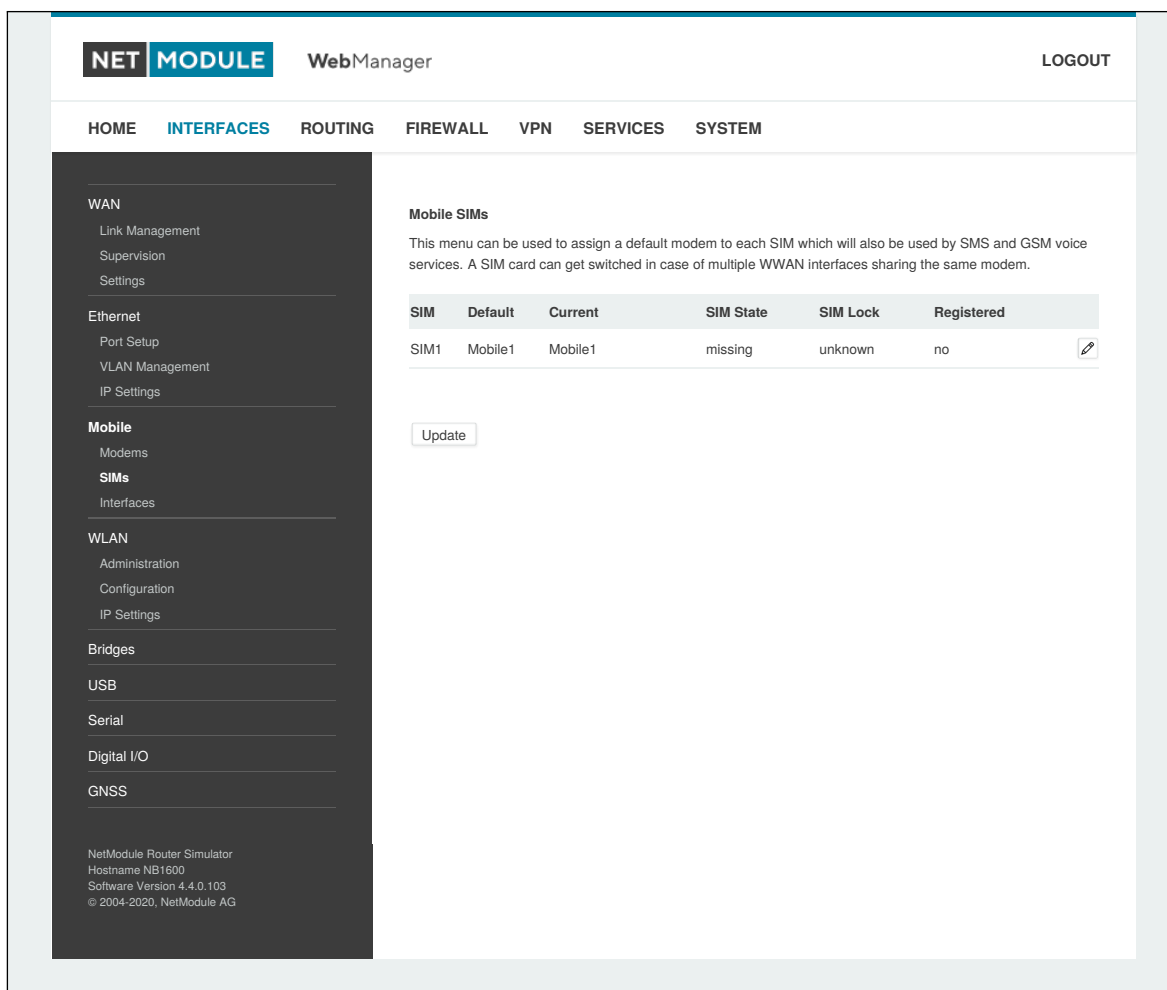 NET MODULE WebManager LOGOUT
HOME INTERFACES ROUTING FIREWALL VPN SERVICES SYSTEM
WAN
Link Management
Supervision
Settings
Ethernet
Port Setup
VLAN Management
IP Settings
Mobile
Modems
SIMs
Interfaces
WLAN
Administration
Configuration
IP Settings
Bridges
USB
Serial
Digital I/O
GNSS
NetModule Router Simulator
Hostname NB1600
Software Version 4.4.0.103
© 2004-2020, NetModule AG
Mobile SIMs
This menu can be used to assign a default modem to each SIM which will also be used by SMS and GSM voice
services. A SIM card can get switched in case of multiple WWAN interfaces sharing the same modem.
SIM Default Current SIM State SIM Lock Registered
SIM1 Mobile1 Mobile1 missing unknown no
Update